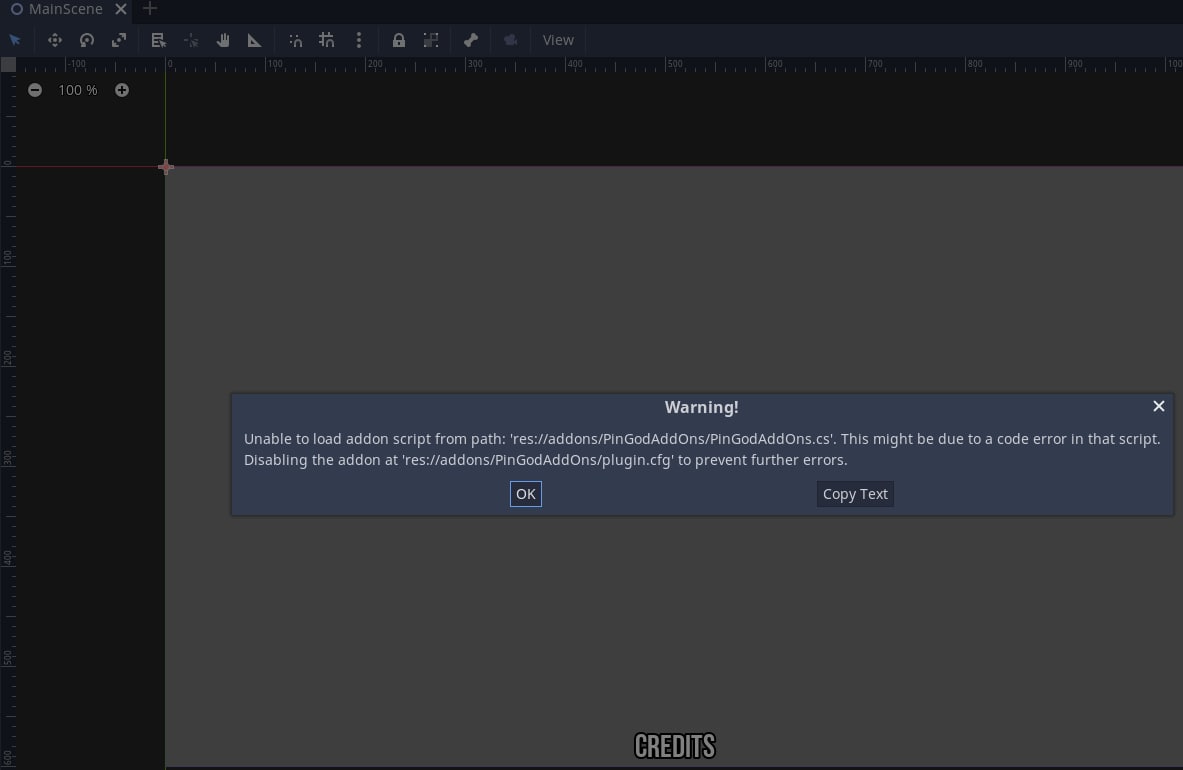 MainScene
View
-100 0 100 200 300 400 500 600 700 800 900 100
100 %
0
100
200
300
400
500
600
Warning!
Unable to load addon script from path: 'res://addons/PinGodAddOns/PinGodAddOns.cs'. This might be due to a code error in that script.
Disabling the addon at 'res://addons/PinGodAddOns/plugin.cfg' to prevent further errors.
OK Copy Text
CREDITS